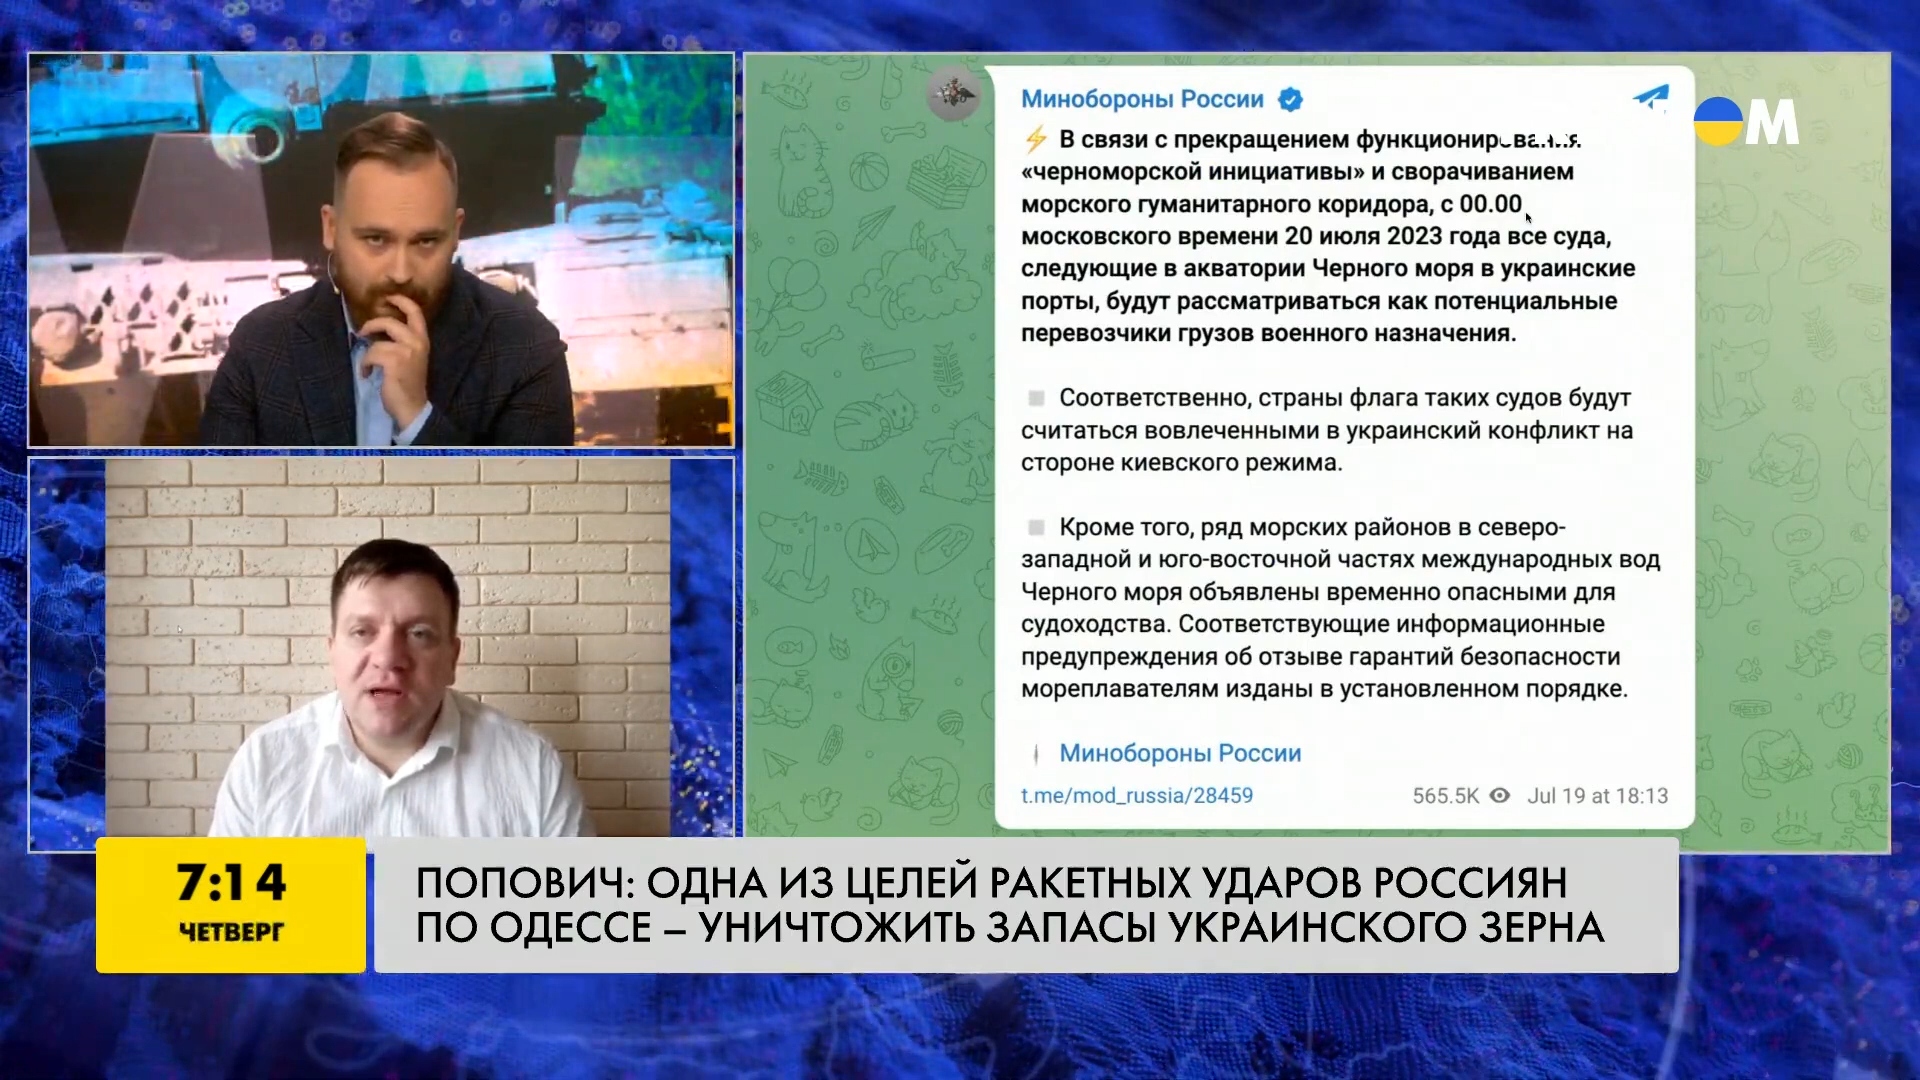 Минобороны России
В связи с прекращением функционирования
«черноморской инициативы» и сворачиванием
морского гуманитарного коридора, с 00.00
московского времени 20 июля 2023 года все суда,
следующие в акватории Черного моря в украинские
порты, будут рассматриваться как потенциальные
перевозчики грузов военного назначения.
Соответственно, страны флага таких судов будут
считаться вовлеченными в украинский конфликт на
стороне киевского режима.
Кроме того, ряд морских районов в северо-
западной и юго-восточной частях международных вод
Черного моря объявлены временно опасными для
судоходства. Соответствующие информационные
предупреждения об отзыве гарантий безопасности
мореплавателям изданы в установленном порядке.
Минобороны России
t.me/mod_russia/28459
565.5K Jul 19 at 18:13
7:14
ЧЕТВЕРГ
ПОПОВИЧ: ОДНА ИЗ ЦЕЛЕЙ РАКЕТНЫХ УДАРОВ РОССИЯН
ПО ОДЕССЕ – УНИЧТОЖИТЬ ЗАПАСЫ УКРАИНСКОГО ЗЕРНА